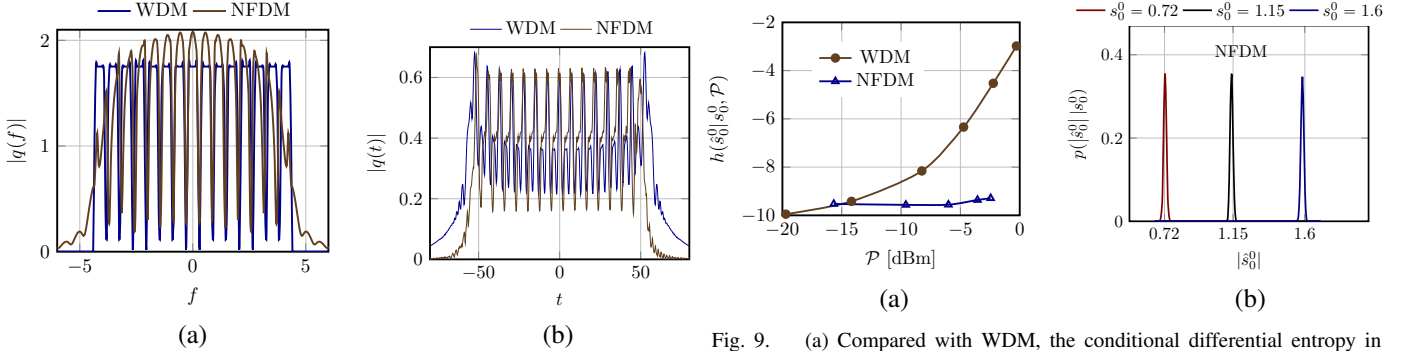 WDM NFDM
2
1
0
−5 0 5
|q(f)|
f
(a)
WDM NFDM
0.6
0.4
0.2
0
−50 0 50
|q(t)|
t
(b)
−2
−4
−6
−8
−10
−20 −15 −10 −5 0
h(ŝ₀⁰|s₀⁰, 𝒫)
WDM
NFDM
𝒫 [dBm]
(a)
s₀⁰ = 0.72 s₀⁰ = 1.15 s₀⁰ = 1.6
NFDM
0.4
0.2
0
0.72 1.15 1.6
p(|ŝ₀⁰| |s₀⁰)
|ŝ₀⁰|
(b)
Fig. 9. (a) Compared with WDM, the conditional differential entropy in